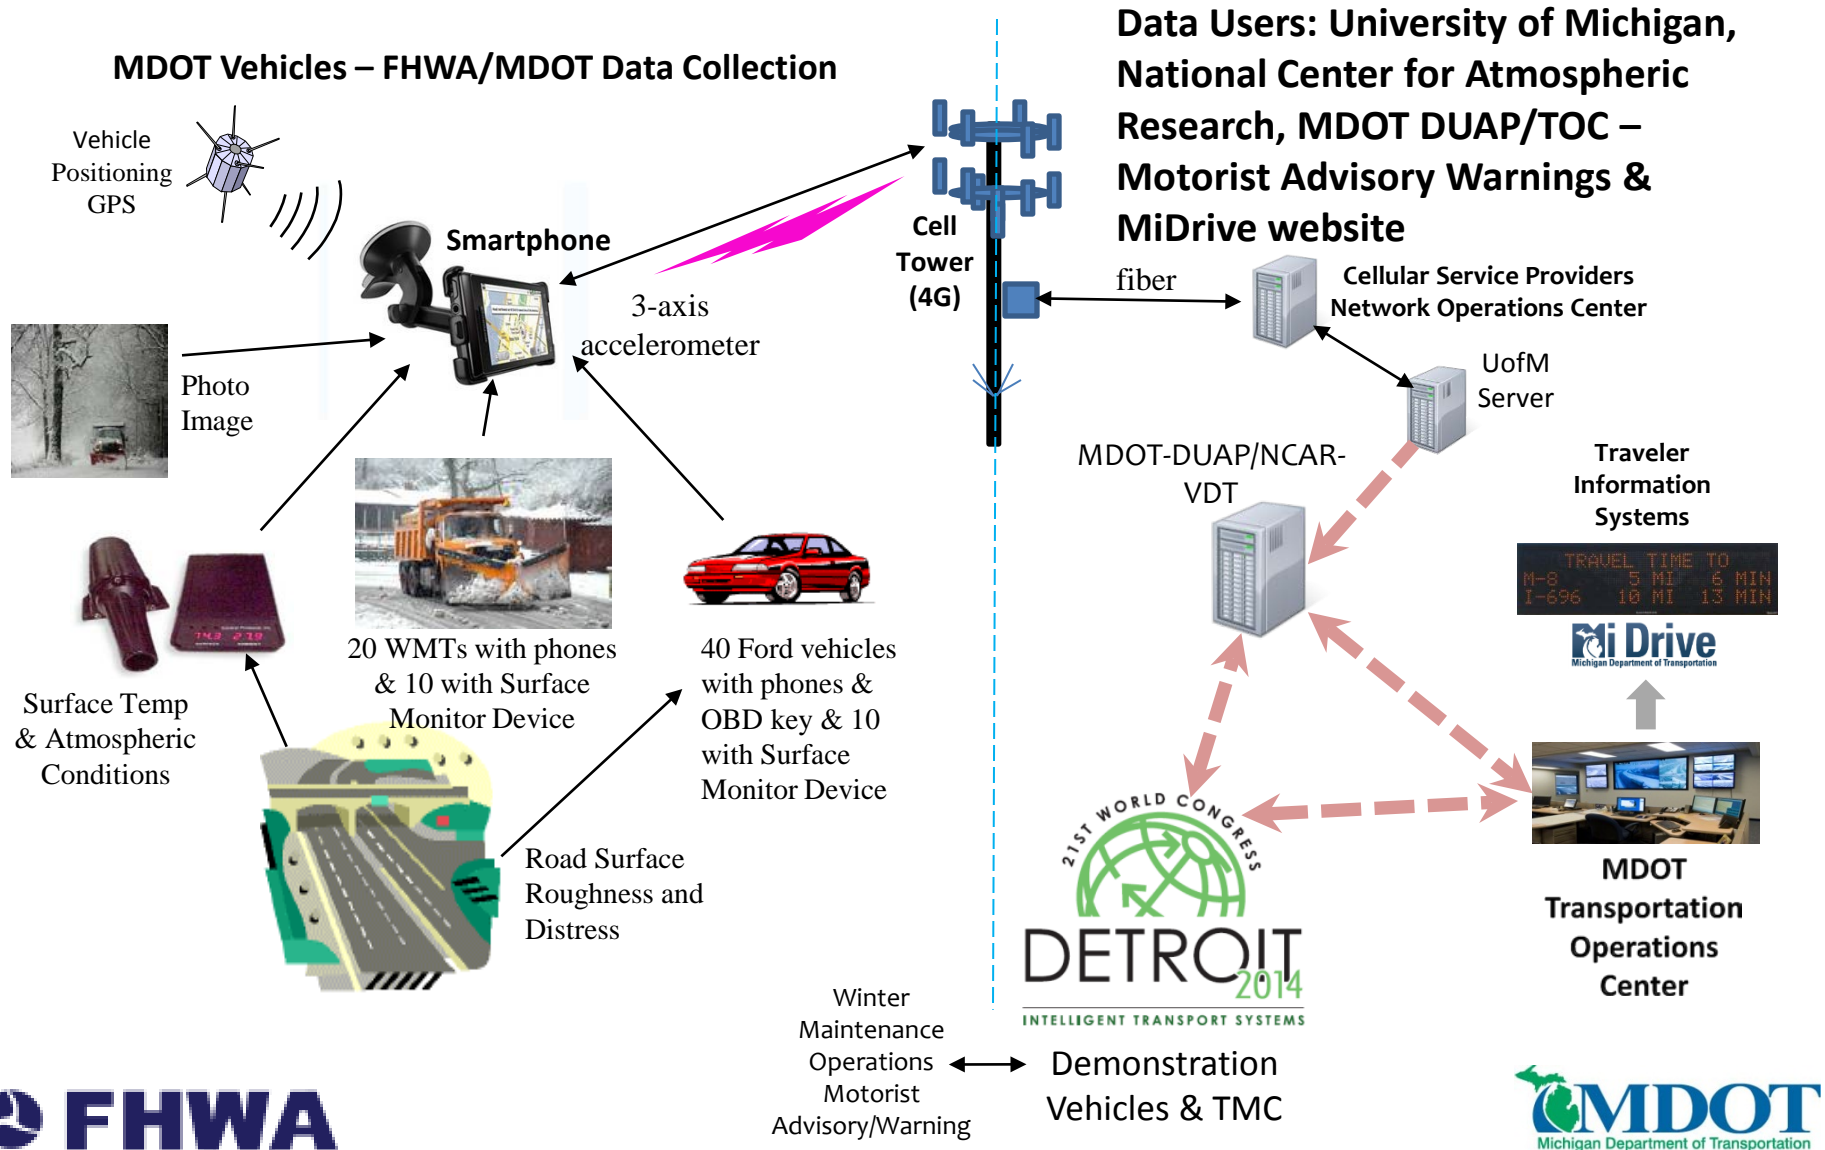 MDOT Vehicles – FHWA/MDOT Data Collection
Vehicle
Positioning
GPS
Smartphone
3-axis
accelerometer
Photo
Image
Cell
Tower
(4G)
74.3 27.9
Surface Temp
& Atmospheric
Conditions
20 WMTs with phones
& 10 with Surface
Monitor Device
40 Ford vehicles
with phones &
OBD key & 10
with Surface
Monitor Device
Road Surface
Roughness and
Distress
Data Users: University of Michigan,
National Center for Atmospheric
Research, MDOT DUAP/TOC –
Motorist Advisory Warnings &
MiDrive website
fiber
Cellular Service Providers
Network Operations Center
UofM
Server
MDOT-DUAP/NCAR-
VDT
Traveler
Information
Systems
TRAVEL TIME TO
M-8 5 MI 6 MIN
I-696 10 MI 13 MIN
Mi Drive
Michigan Department of Transportation
MDOT
Transportation
Operations
Center
21ST WORLD CONGRESS
DETROIT
2014
INTELLIGENT TRANSPORT SYSTEMS
Winter
Maintenance
Operations
Motorist
Advisory/Warning
Demonstration
Vehicles & TMC
FHWA
MDOT
Michigan Department of Transportation